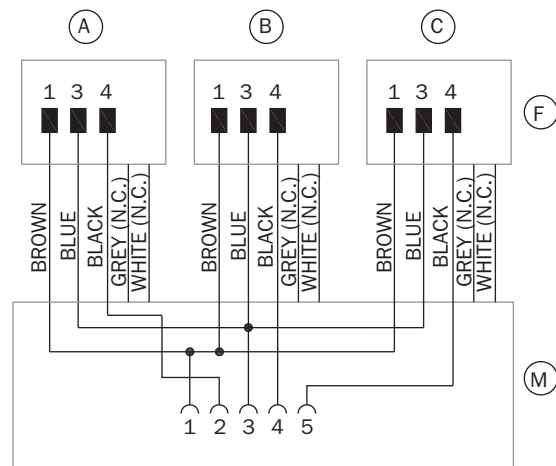 A B C
1 3 4 1 3 4 1 3 4
F
BROWN BLUE BLACK GREY (N.C.) WHITE (N.C.) BROWN BLUE BLACK GREY (N.C.) WHITE (N.C.) BROWN BLUE BLACK GREY (N.C.) WHITE (N.C.)
M
1 2 3 4 5